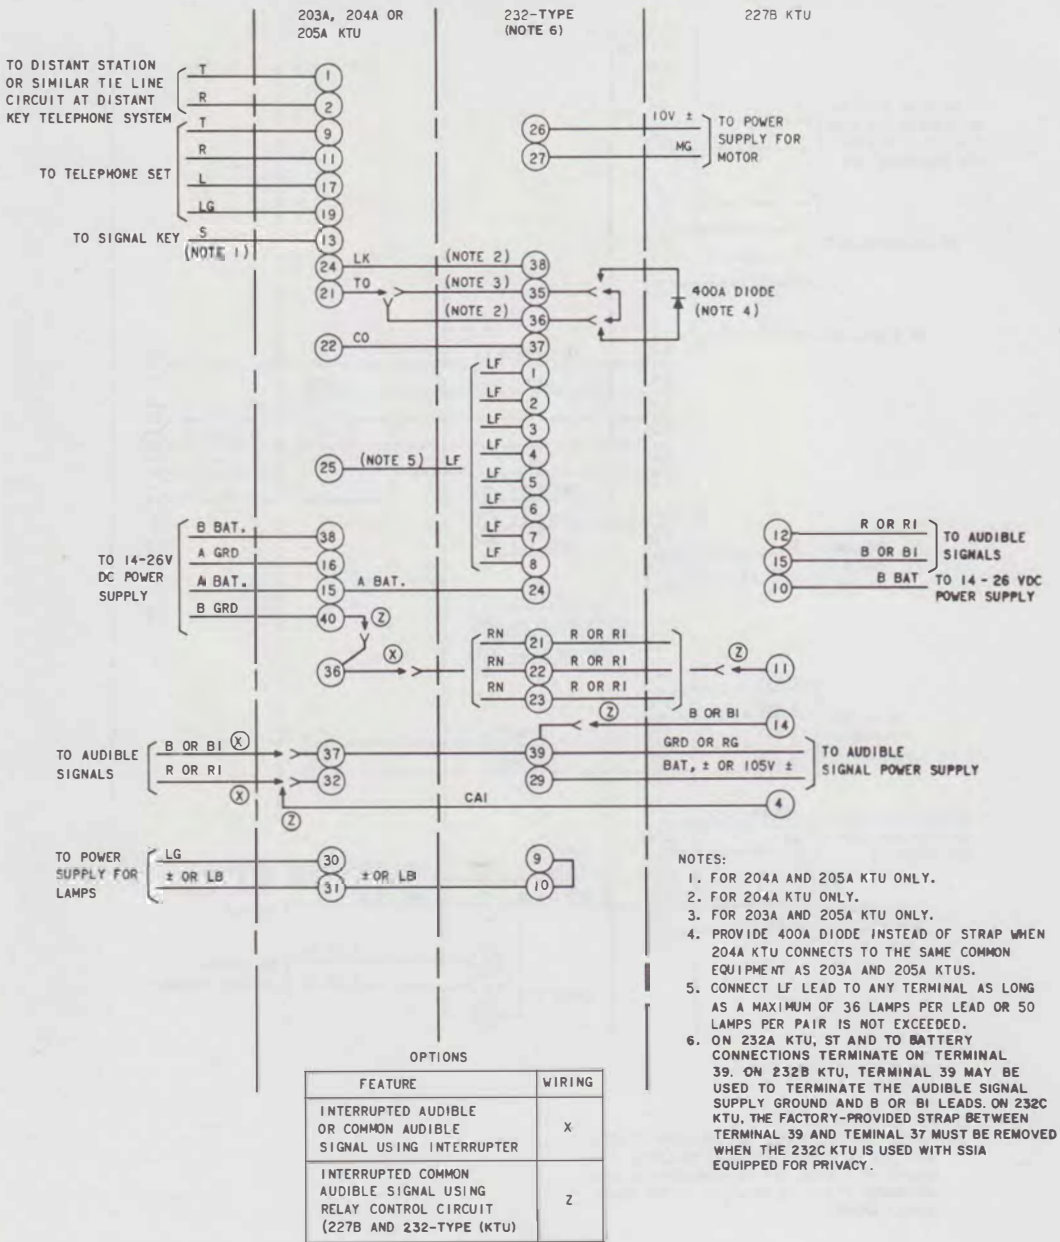 203A, 204A OR
205A KTU
232-TYPE
(NOTE 6)
227B KTU
TO DISTANT STATION
OR SIMILAR TIE LINE
CIRCUIT AT DISTANT
KEY TELEPHONE SYSTEM
T
1
R
2
TO TELEPHONE SET
T
9
R
11
L
17
LG
19
TO SIGNAL KEY
S
(NOTE 1)
13
26
10V ±
27
MG
TO POWER
SUPPLY FOR
MOTOR
24
LK
(NOTE 2)
38
21
TO
(NOTE 3)
35
(NOTE 2)
36
400A DIODE
(NOTE 4)
22
CO
37
LF
1
LF
2
LF
3
LF
4
LF
5
LF
6
LF
7
LF
8
25
(NOTE 5)
LF
TO 14-26V
DC POWER
SUPPLY
B BAT.
38
A GRD
16
A BAT.
15
A BAT.
24
B GRD
40
Z
12
R OR RI
15
B OR BI
TO AUDIBLE
SIGNALS
10
B BAT
TO 14-26 VDC
POWER SUPPLY
36
X
RN
21
R OR RI
RN
22
R OR RI
RN
23
R OR RI
Z
11
Z
B OR BI
14
TO AUDIBLE
SIGNALS
B OR BI
X
37
39
GRD OR RG
R OR RI
X
32
29
BAT, ± OR 105V ±
TO AUDIBLE
SIGNAL POWER SUPPLY
Z
CAI
4
TO POWER
SUPPLY FOR
LAMPS
LG
30
± OR LB
31
± OR LB
9
10
NOTES:
1. FOR 204A AND 205A KTU ONLY.
2. FOR 204A KTU ONLY.
3. FOR 203A AND 205A KTU ONLY.
4. PROVIDE 400A DIODE INSTEAD OF STRAP WHEN
204A KTU CONNECTS TO THE SAME COMMON
EQUIPMENT AS 203A AND 205A KTUS.
5. CONNECT LF LEAD TO ANY TERMINAL AS LONG
AS A MAXIMUM OF 36 LAMPS PER LEAD OR 50
LAMPS PER PAIR IS NOT EXCEEDED.
6. ON 232A KTU, ST AND TO BATTERY
CONNECTIONS TERMINATE ON TERMINAL
39. ON 232B KTU, TERMINAL 39 MAY BE
USED TO TERMINATE THE AUDIBLE SIGNAL
SUPPLY GROUND AND B OR BI LEADS. ON 232C
KTU, THE FACTORY-PROVIDED STRAP BETWEEN
TERMINAL 39 AND TEMINAL 37 MUST BE REMOVED
WHEN THE 232C KTU IS USED WITH SSIA
EQUIPPED FOR PRIVACY.
OPTIONS
FEATURE
WIRING
INTERRUPTED AUDIBLE
OR COMMON AUDIBLE
SIGNAL USING INTERRUPTER
X
INTERRUPTED COMMON
AUDIBLE SIGNAL USING
RELAY CONTROL CIRCUIT
(227B AND 232-TYPE (KTU)
Z